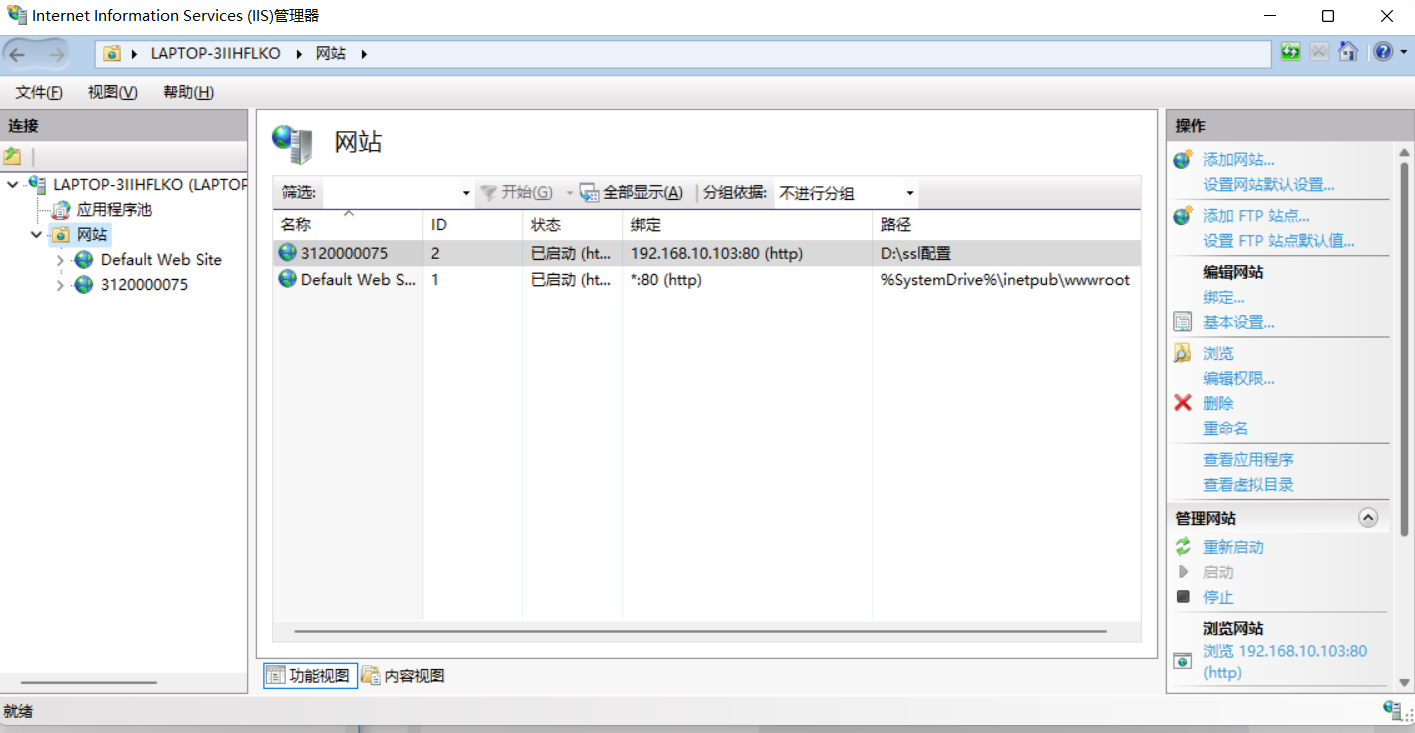 Internet Information Services (IIS)管理器
LAPTOP-3IIHFLKO 网站
文件(F) 视图(V) 帮助(H)
连接
LAPTOP-3IIHFLKO (LAPTOP
应用程序池
网站
Default Web Site
3120000075
网站
筛选: 开始(G) 全部显示(A) 分组依据: 不进行分组
名称 ID 状态 绑定 路径
3120000075 2 已启动 (ht... 192.168.10.103:80 (http) D:\ssl配置
Default Web S... 1 已启动 (ht... *:80 (http) %SystemDrive%\inetpub\wwwroot
功能视图 内容视图
操作
添加网站...
设置网站默认设置...
添加 FTP 站点...
设置 FTP 站点默认值...
编辑网站
绑定...
基本设置...
浏览
编辑权限...
删除
重命名
查看应用程序
查看虚拟目录
管理网站
重新启动
启动
停止
浏览网站
浏览 192.168.10.103:80
(http)
就绪